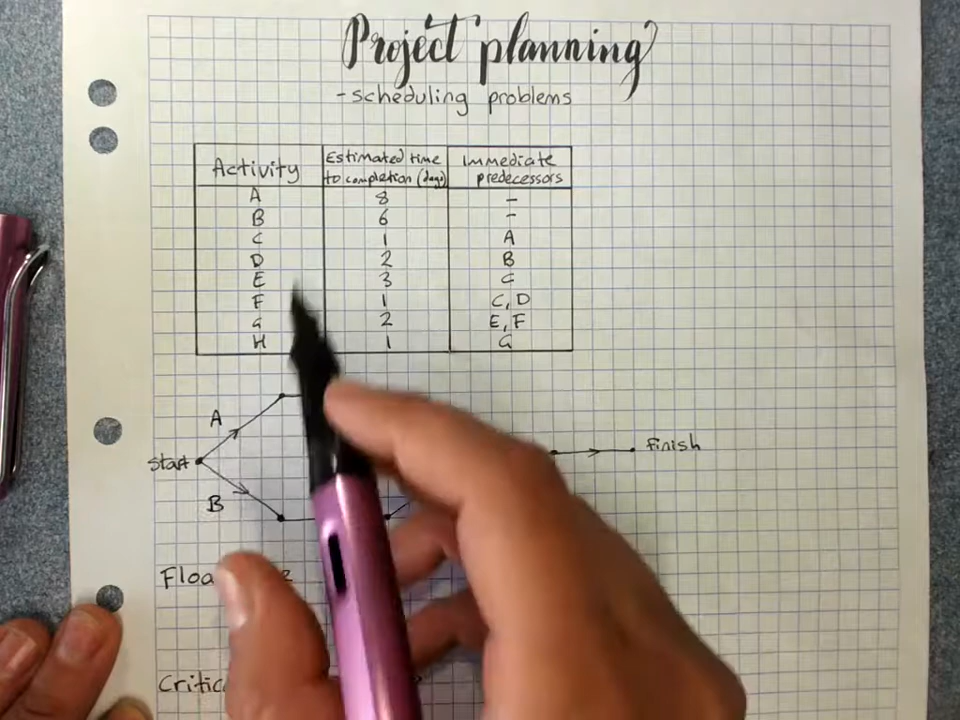 Project planning
- scheduling problems
Activity | Estimated time to completion (days) | Immediate predecessors
A | 8 | -
B | 6 | -
C | 1 | A
D | 2 | B
E | 3 | C
F | 1 | C, D
G | 2 | E, F
H | 1 | G
A
Start
Finish
B